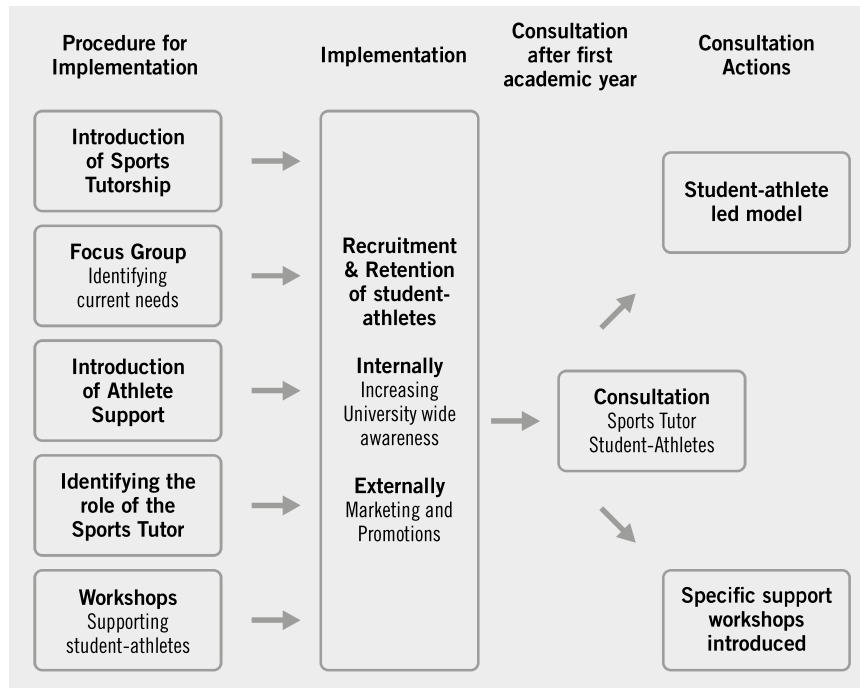 Procedure for
Implementation
Implementation
Consultation
after first
academic year
Consultation
Actions
Introduction
of Sports
Tutorship
Focus Group
Identifying
current needs
Introduction
of Athlete
Support
Identifying the
role of the
Sports Tutor
Workshops
Supporting
student-athletes
Recruitment
& Retention
of student-
athletes
Internally
Increasing
University wide
awareness
Externally
Marketing and
Promotions
Consultation
Sports Tutor
Student-Athletes
Student-athlete
led model
Specific support
workshops
introduced